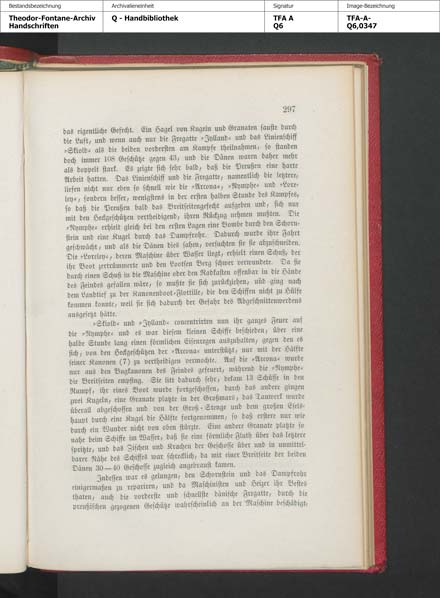 Bestandsbezeichnung
Archivalieneinheit
Signatur
Image-Bezeichnung
Theodor-Fontane-Archiv
Handschriften
Q - Handbibliothek
TFA A
Q6
TFA-A-
Q6,0347
297
das eigentliche Gefecht. Ein Hagel von Kugeln und Granaten sauste durch
die Luft, und wenn auch nur die Fregatte »Jylland« und das Linienschiff
»Skiold« als die beiden vordersten am Kampfe theilnahmen, so standen
doch immer 108 Geschütze gegen 43, und die Dänen waren daher mehr
als doppelt stark. Es zeigte sich sehr bald, daß die Preußen eine harte
Arbeit hatten. Das Linienschiff und die Fregatte, namentlich die letztere,
liefen nicht nur eben so schnell wie die »Arcona«, »Nymphe« und »Lore-
ley«, sondern besser, wenigstens in der ersten halben Stunde des Kampfes,
so daß die Preußen bald das Breitseitengefecht aufgeben und, sich nur
mit den Heckgeschützen vertheidigend, ihren Rückzug nehmen mußten. Die
»Nymphe« erhielt gleich bei den ersten Lagen eine Bombe durch den Schorn-
stein und eine Kugel durch das Dampfrohr. Dadurch wurde ihre Fahrt
geschwächt, und als die Dänen dies sahen, versuchten sie sie abzuschneiden.
Die »Loreley«, deren Maschine über Wasser liegt, erhielt einen Schuß, der
ihr Boot zertrümmerte und den Lootsen Berg schwer verwundete. Da sie
durch einen Schuß in die Maschine oder den Radkasten offenbar in die Hände
des Feindes gefallen wäre, so mußte sie sich zurückziehen, und ging nach
dem Landtief zu der Kanonenboot-Flottille, die den Schiffen nicht zu Hülfe
kommen konnte, weil sie sich dadurch der Gefahr des Abgeschnittenwerdens
ausgesetzt hätte.
»Skiold« und »Jylland« concentrirten nun ihr ganzes Feuer auf
die »Nymphe« und es war diesem kleinen Schiffe beschieden, über eine
halbe Stunde lang einen förmlichen Eisenregen auszuhalten, gegen den es
sich, von den Heckgeschützen der »Arcona« unterstützt, nur mit der Hälfte
seiner Kanonen (7) zu vertheidigen vermochte. Auf die »Arcona« wurde
nur aus den Bugkanonen des Feindes gefeuert, während die »Nymphe«
die Breitseiten empfing. Sie litt dadurch sehr, bekam 13 Schüsse in den
Rumpf, ihr eines Boot wurde fortgeschossen, durch das andere gingen
zwei Kugeln, eine Granate platzte in der Großmars, das Tauwerk wurde
überall abgeschossen und von der Groß-Stenge und dem großen Esels-
haupt durch eine Kugel die Hälfte fortgenommen, so daß erstere nur wie
durch ein Wunder nicht von oben stürzte. Eine andere Granate platzte so
nahe beim Schiffe im Wasser, daß sie eine förmliche Fluth über das letztere
spritzte, und das Zischen und Krachen der Geschosse über und in unmittel-
barer Nähe des Schiffes war schrecklich, da mit einer Breitseite der beiden
Dänen 30—40 Geschosse zugleich angebraust kamen.
Indessen war es gelungen, den Schornstein und das Dampfrohr
einigermaßen zu repariren, und da Maschinisten und Heizer ihr Bestes
thaten, auch die vorderste und schnellste dänische Fregatte, durch die
preußischen gezogenen Geschütze wahrscheinlich an der Maschine beschädigt,